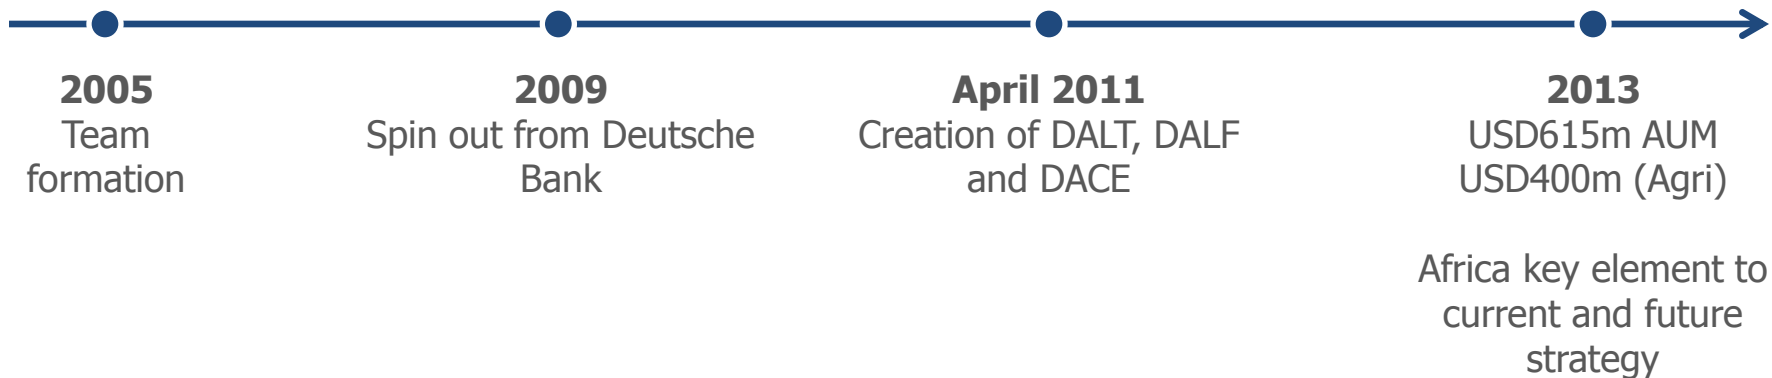 2005
Team
formation
2009
Spin out from Deutsche
Bank
April 2011
Creation of DALT, DALF
and DACE
2013
USD615m AUM
USD400m (Agri)
Africa key element to
current and future
strategy